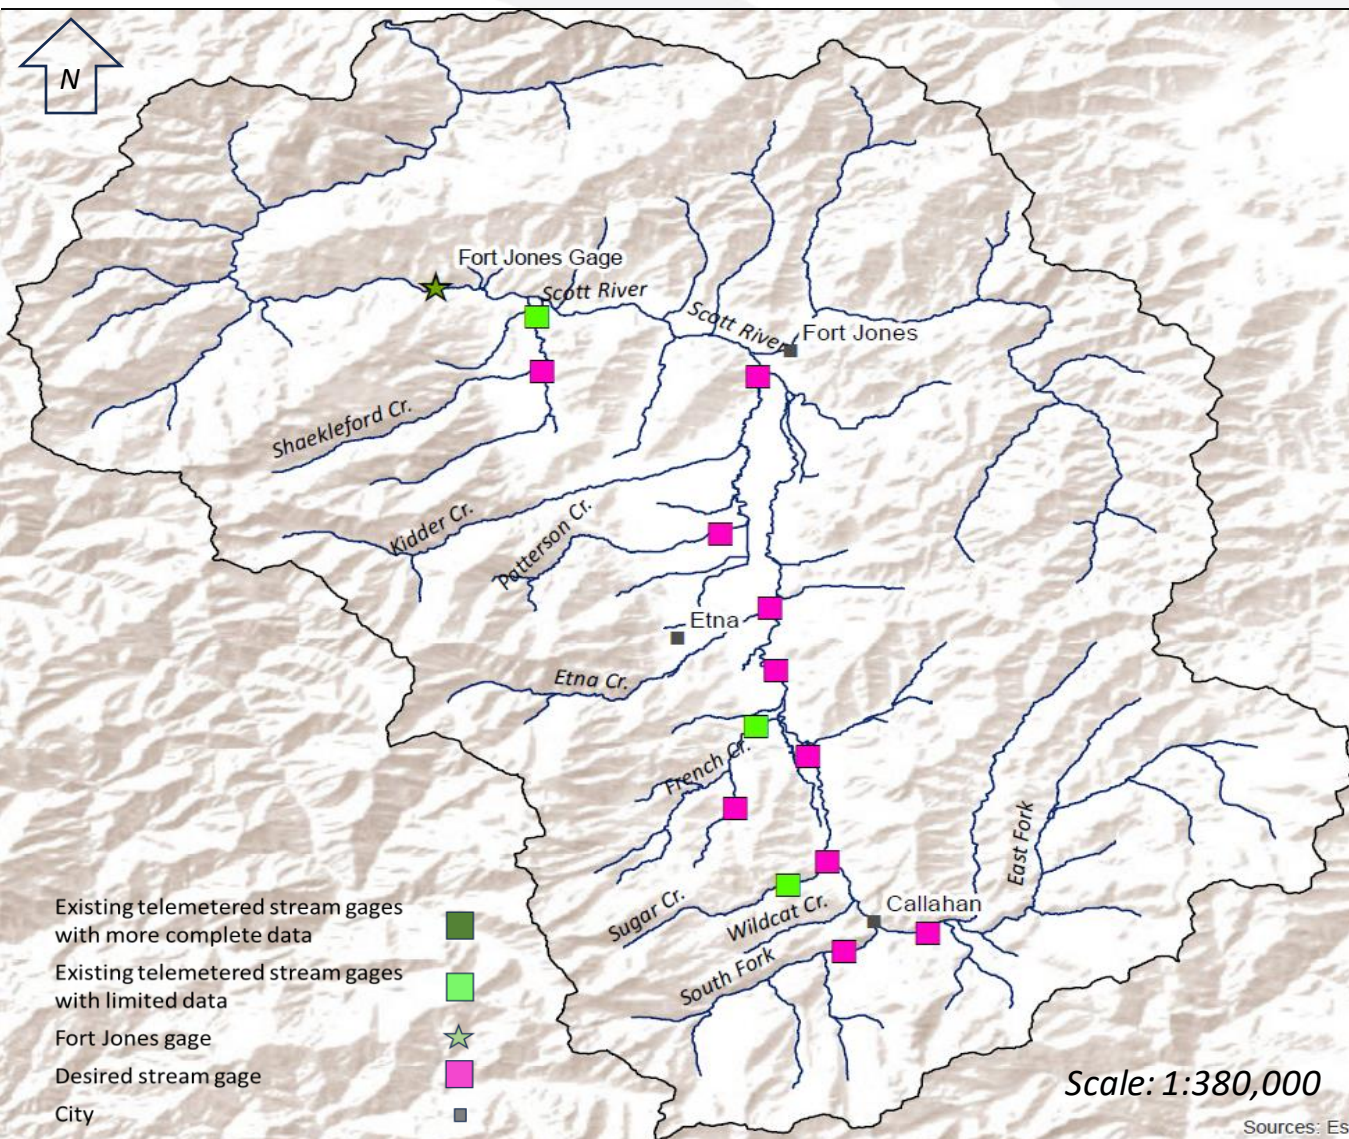 N
Fort Jones Gage
Scott River
Scott River
Fort Jones
Shaekleford Cr.
Kidder Cr.
Patterson Cr.
Etna
Etna Cr.
French Cr.
East Fork
Sugar Cr.
Wildcat Cr.
Callahan
South Fork
Existing telemetered stream gages
with more complete data
Existing telemetered stream gages
with limited data
Fort Jones gage
Desired stream gage
City
Scale: 1:380,000
Sources: Es